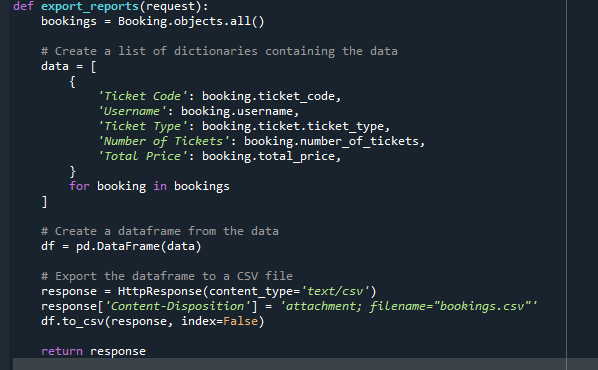 def export_reports(request):
    bookings = Booking.objects.all()

    # Create a list of dictionaries containing the data
    data = [
        {
            'Ticket Code': booking.ticket_code,
            'Username': booking.username,
            'Ticket Type': booking.ticket.ticket_type,
            'Number of Tickets': booking.number_of_tickets,
            'Total Price': booking.total_price,
        }
        for booking in bookings
    ]

    # Create a dataframe from the data
    df = pd.DataFrame(data)

    # Export the dataframe to a CSV file
    response = HttpResponse(content_type='text/csv')
    response['Content-Disposition'] = 'attachment; filename="bookings.csv"'
    df.to_csv(response, index=False)

    return response